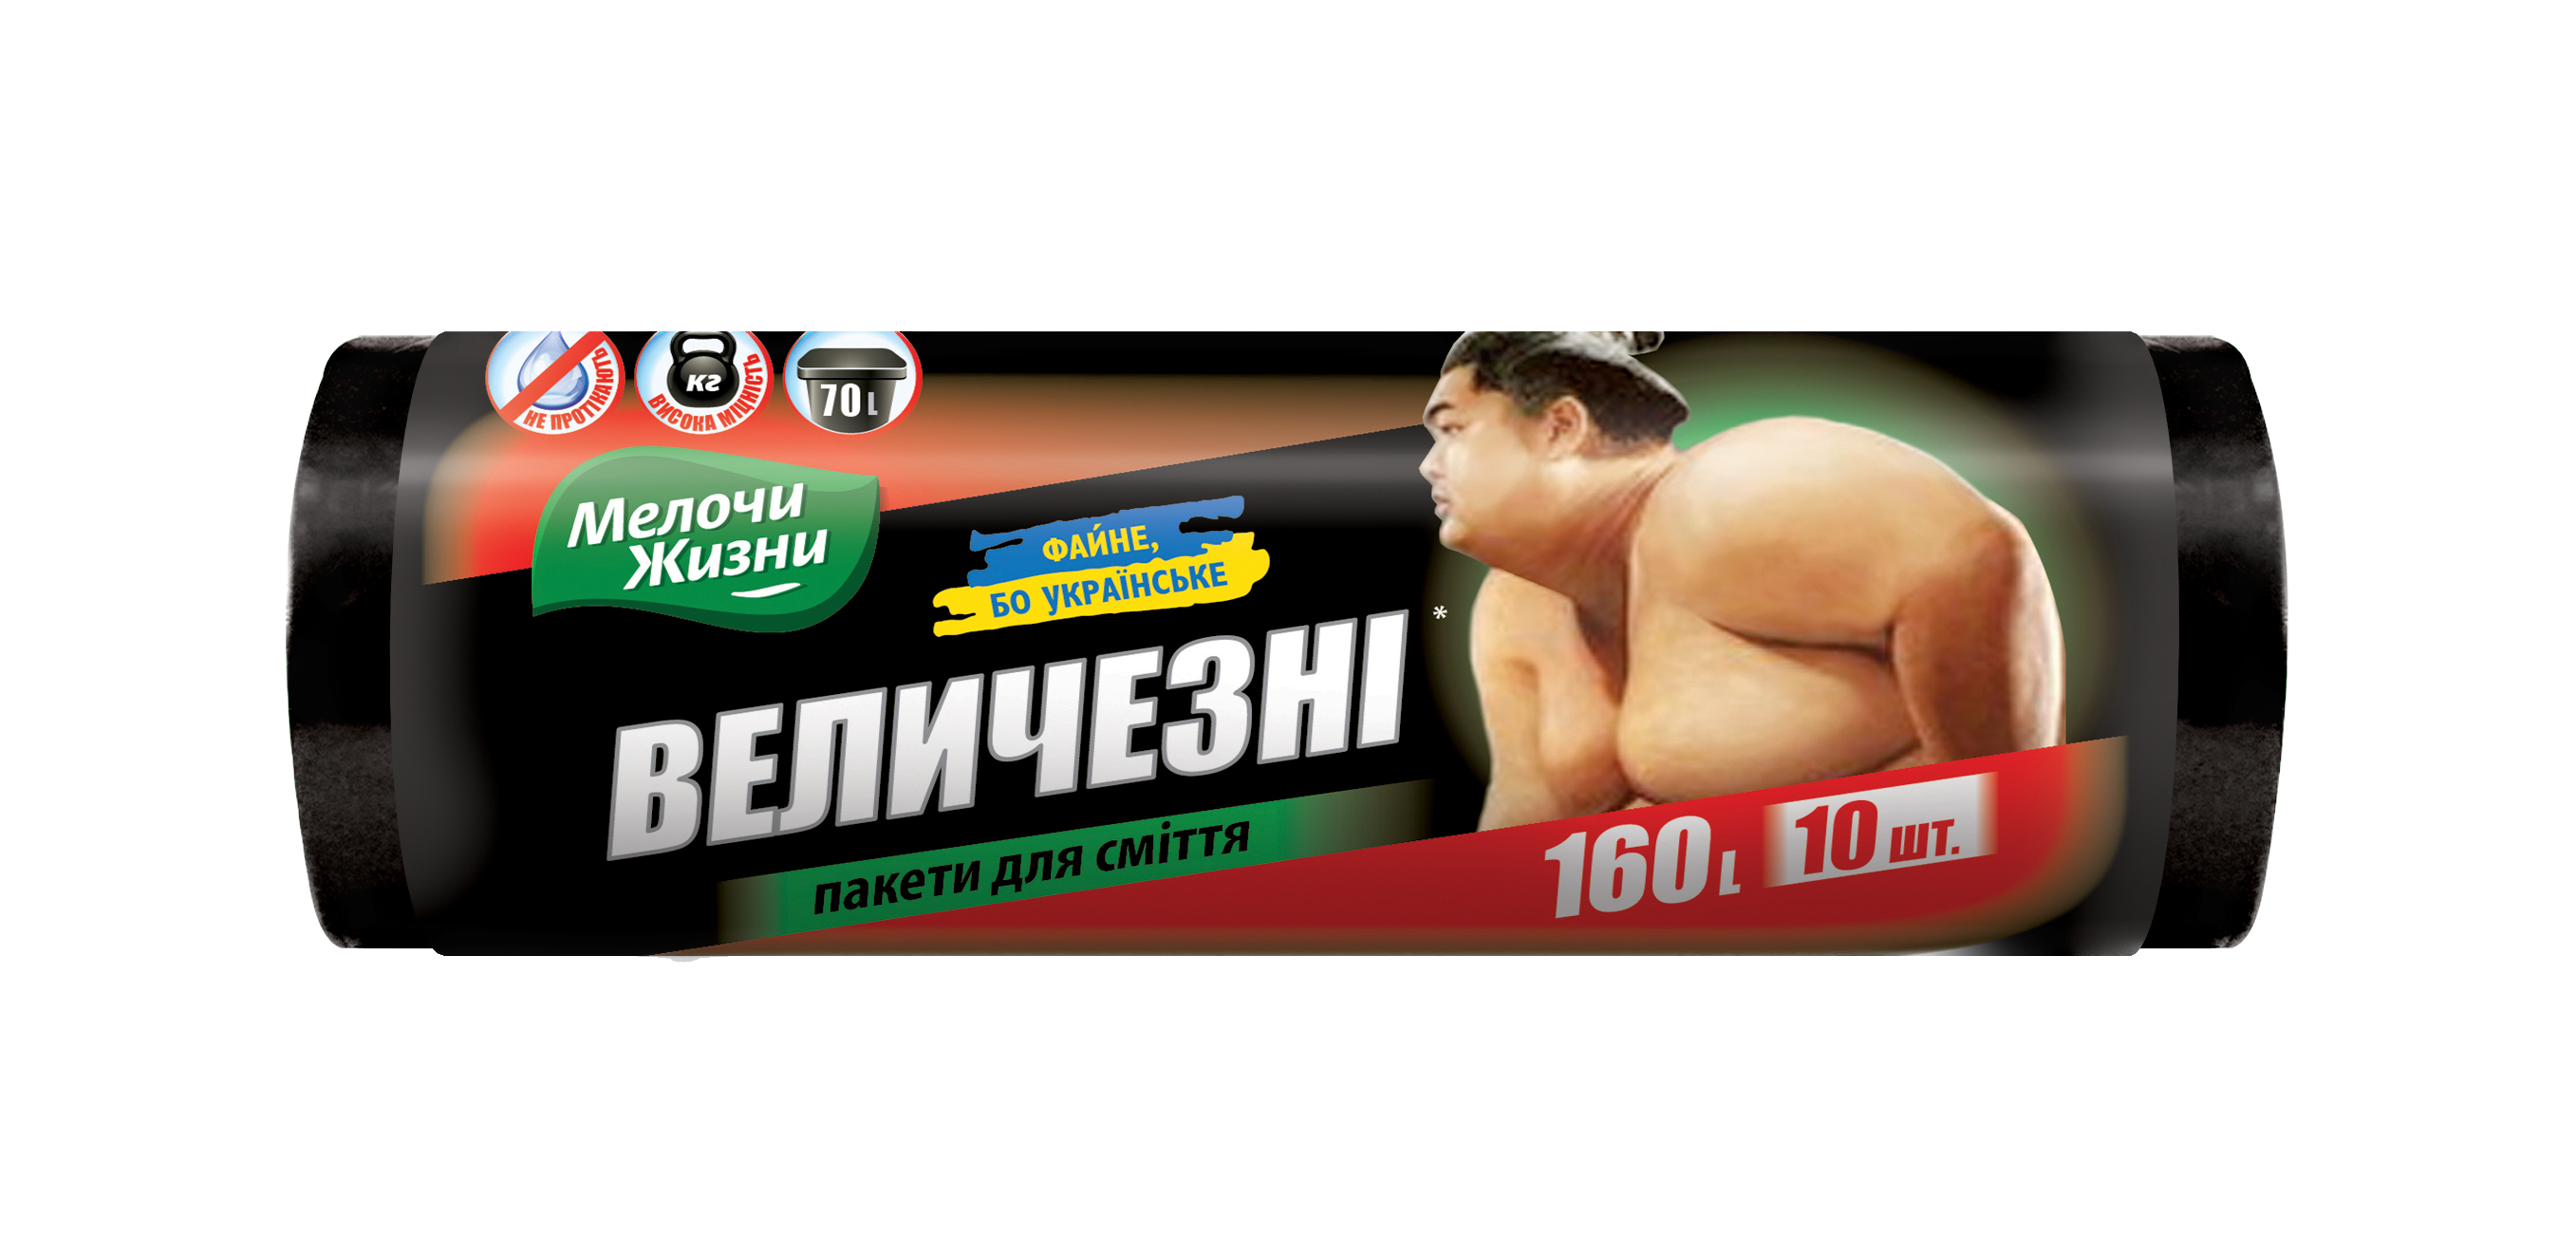 НЕ ПРОТІКАЮТЬ
кг
ВИСОКА МІЦНІСТЬ
70 L
Мелочи
Жизни
ФАЙНЕ,
БО УКРАЇНСЬКЕ
ВЕЛИЧЕЗНІ*
пакети для сміття
160 L 10 шт.